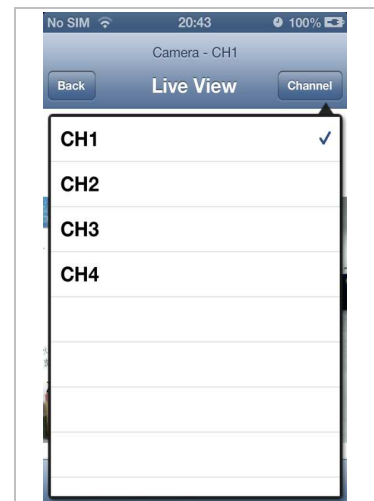 No SIM 20:43 100%
Camera - CH1
Back Live View Channel
CH1
CH2
CH3
CH4